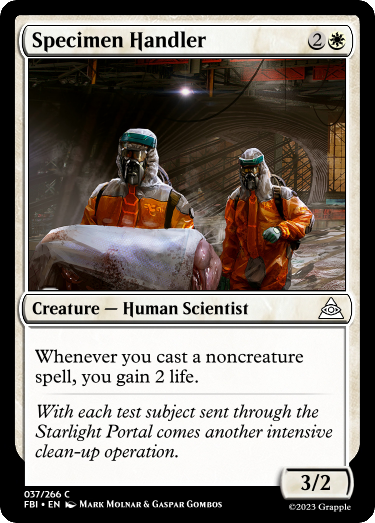 Specimen Handler 2
Creature — Human Scientist
Whenever you cast a noncreature
spell, you gain 2 life.
With each test subject sent through the
Starlight Portal comes another intensive
clean-up operation.
3/2
037/266 C
FBI • EN Mark Molnar & Gaspar Gombos
©2023 Grapple